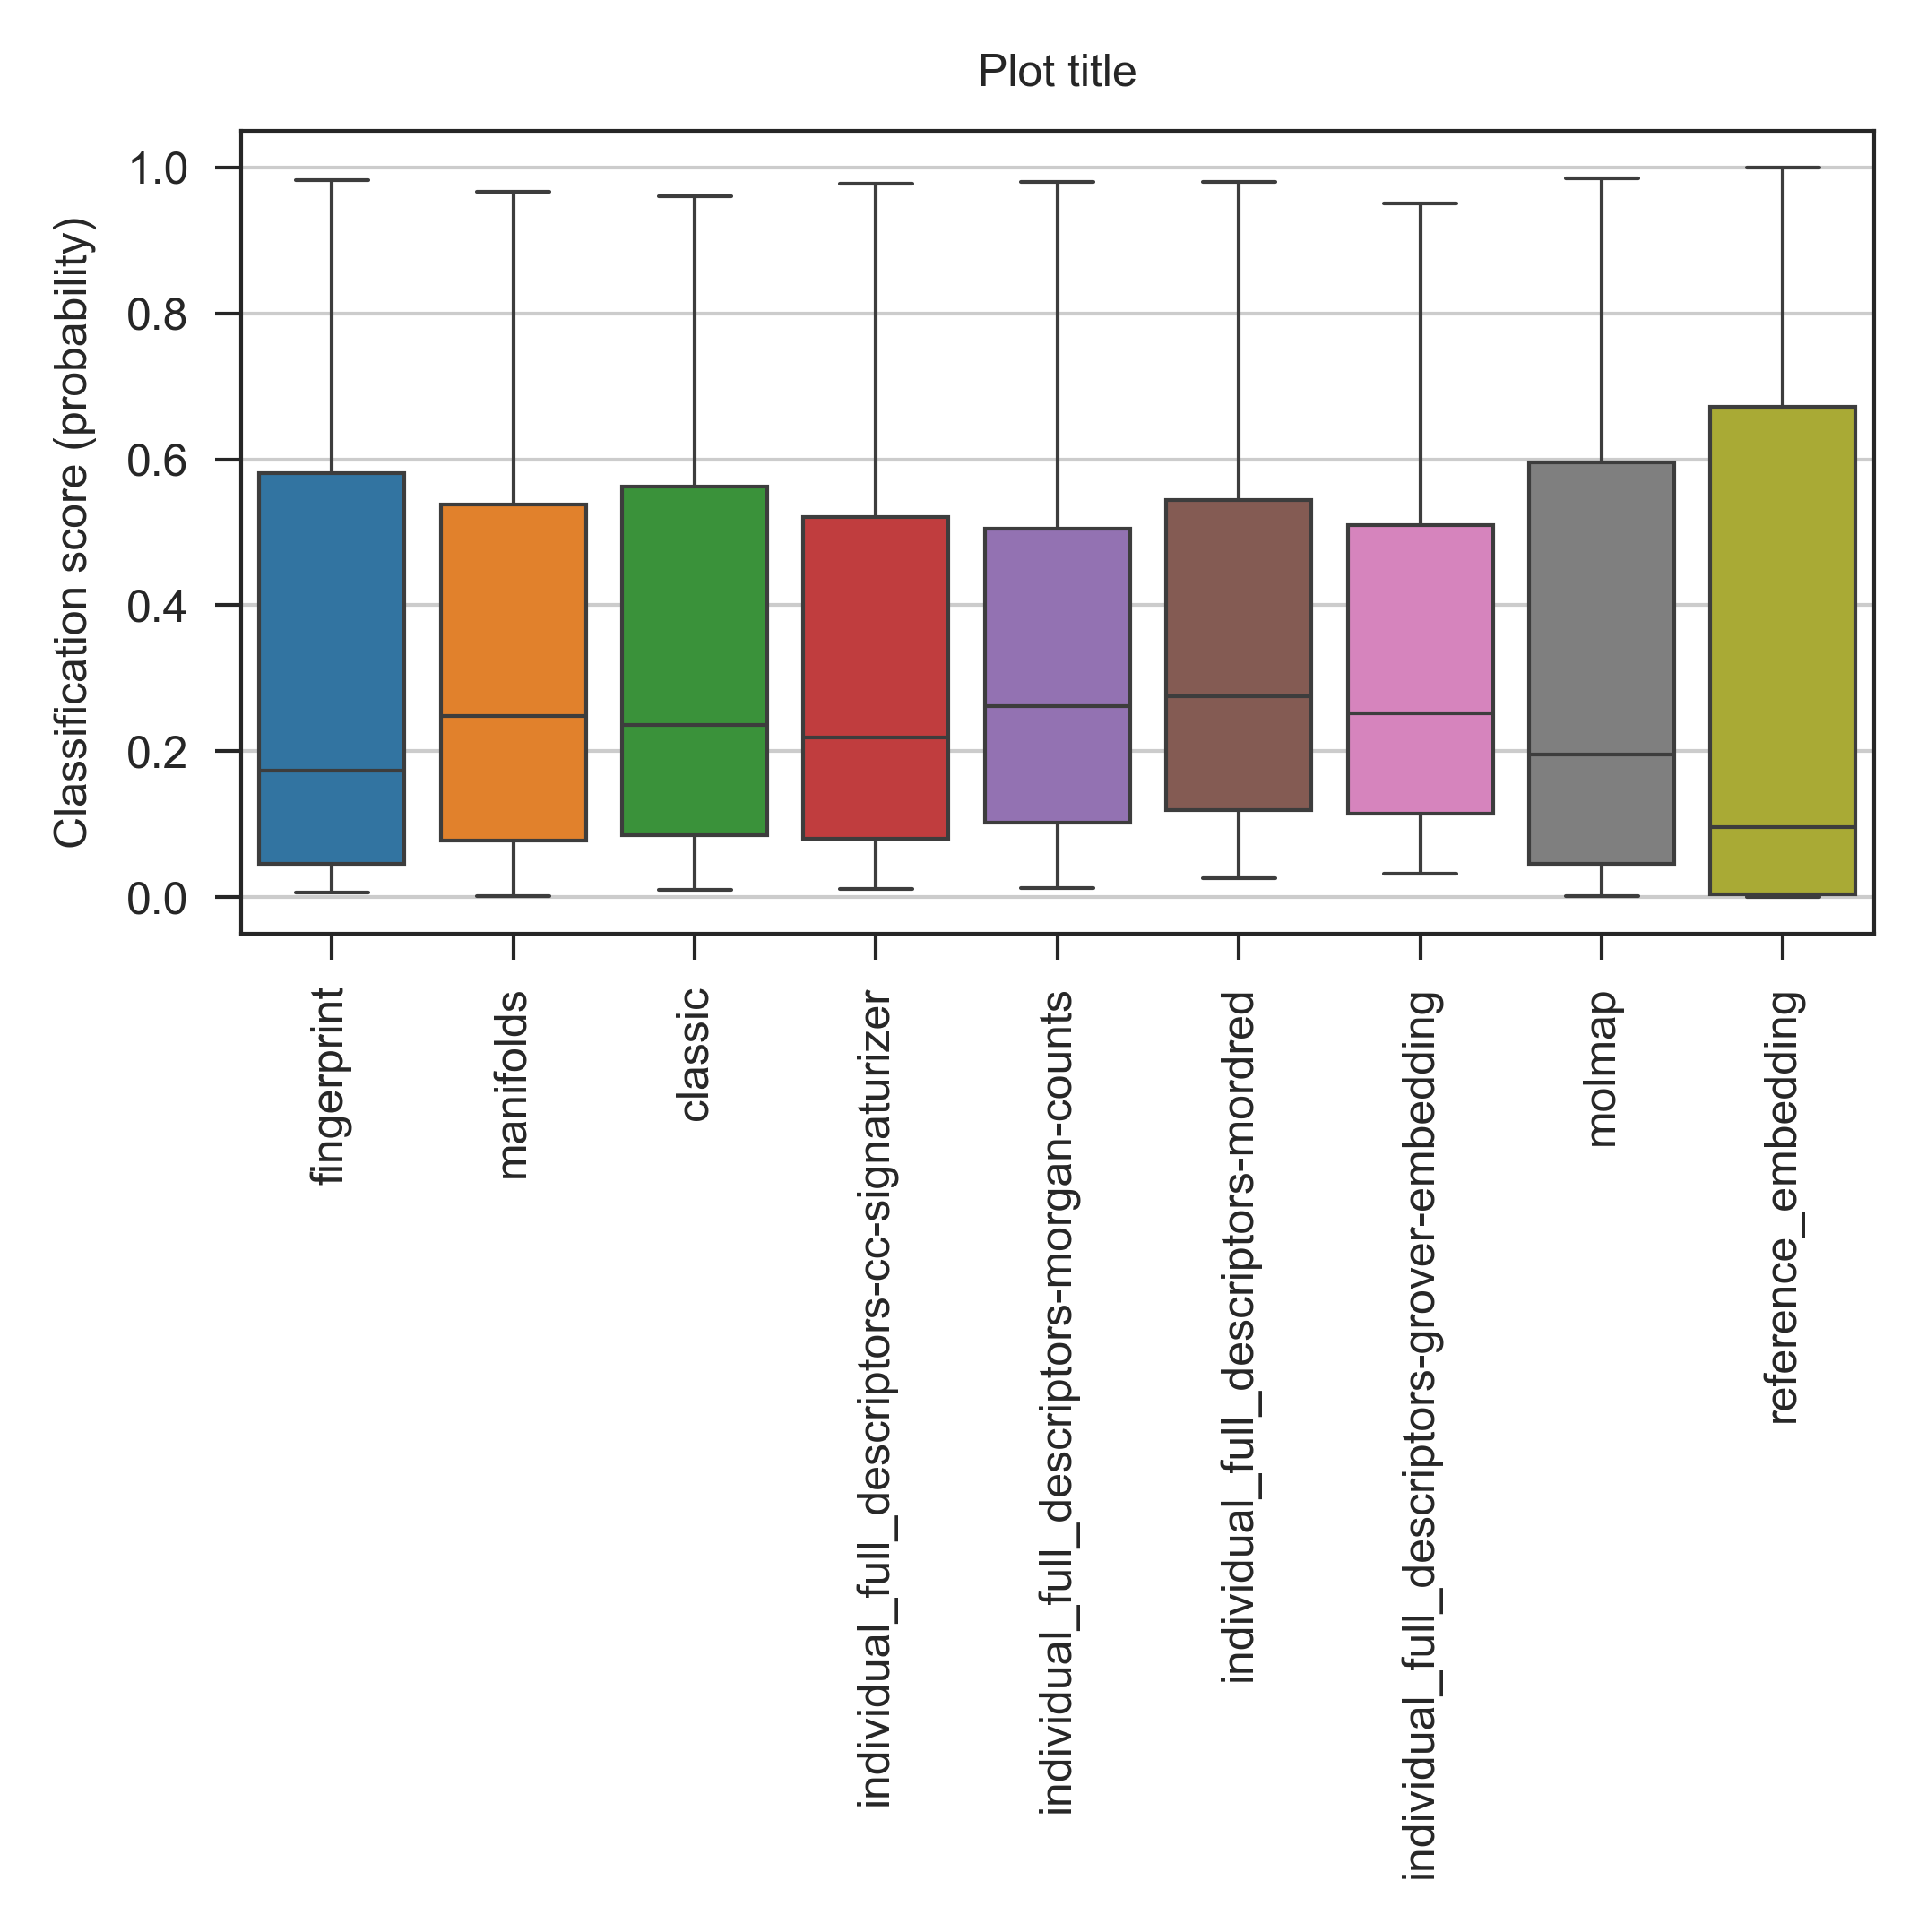 Plot title
Classification score (probability)
1.0
0.8
0.6
0.4
0.2
0.0
fingerprint
manifolds
classic
individual_full_descriptors-cc-signaturizer
individual_full_descriptors-morgan-counts
individual_full_descriptors-mordred
individual_full_descriptors-grover-embedding
molmap
reference_embedding